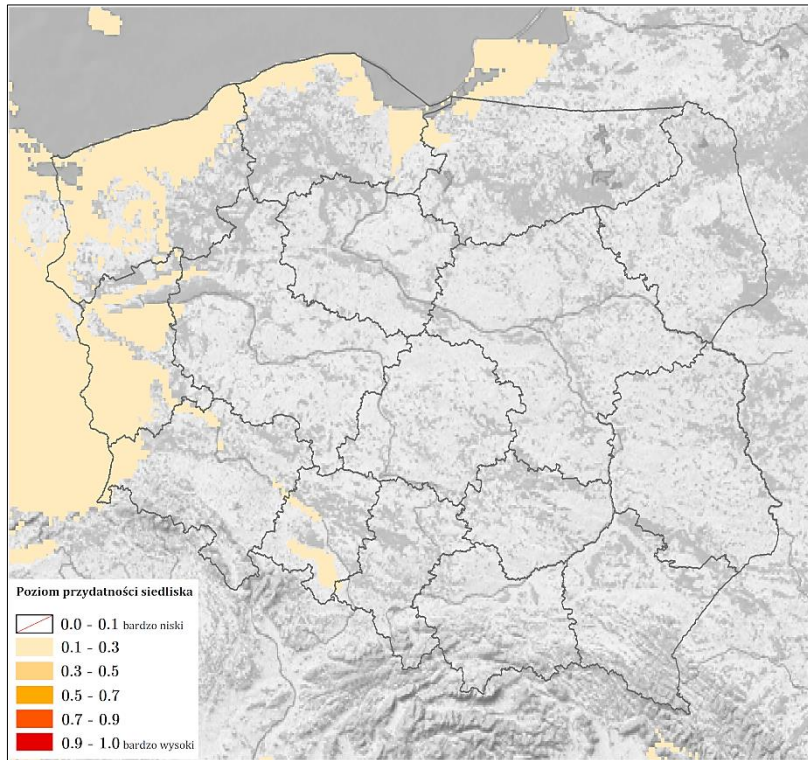 Poziom przydatności siedliska
0.0 - 0.1 bardzo niski
0.1 - 0.3
0.3 - 0.5
0.5 - 0.7
0.7 - 0.9
0.9 - 1.0 bardzo wysoki